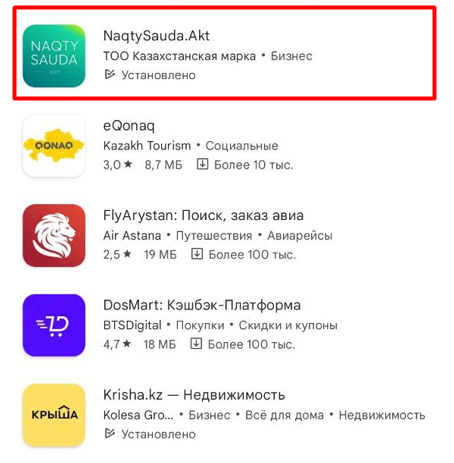 NAQTY
SAUDA
AKT
NaqtySauda.Akt
ТОО Казахстанская марка • Бизнес
Установлено
QONAQ
eQonaq
Kazakh Tourism • Социальные
3,0 ★ 8,7 МБ Более 10 тыс.
FlyArystan: Поиск, заказ авиа
Air Astana • Путешествия • Авиарейсы
2,5 ★ 19 МБ Более 100 тыс.
DosMart: Кэшбэк-Платформа
BTSDigital • Покупки • Скидки и купоны
4,7 ★ 18 МБ Более 100 тыс.
КРЫША
Krisha.kz — Недвижимость
Kolesa Gro... • Бизнес • Всё для дома • Недвижимость
Установлено